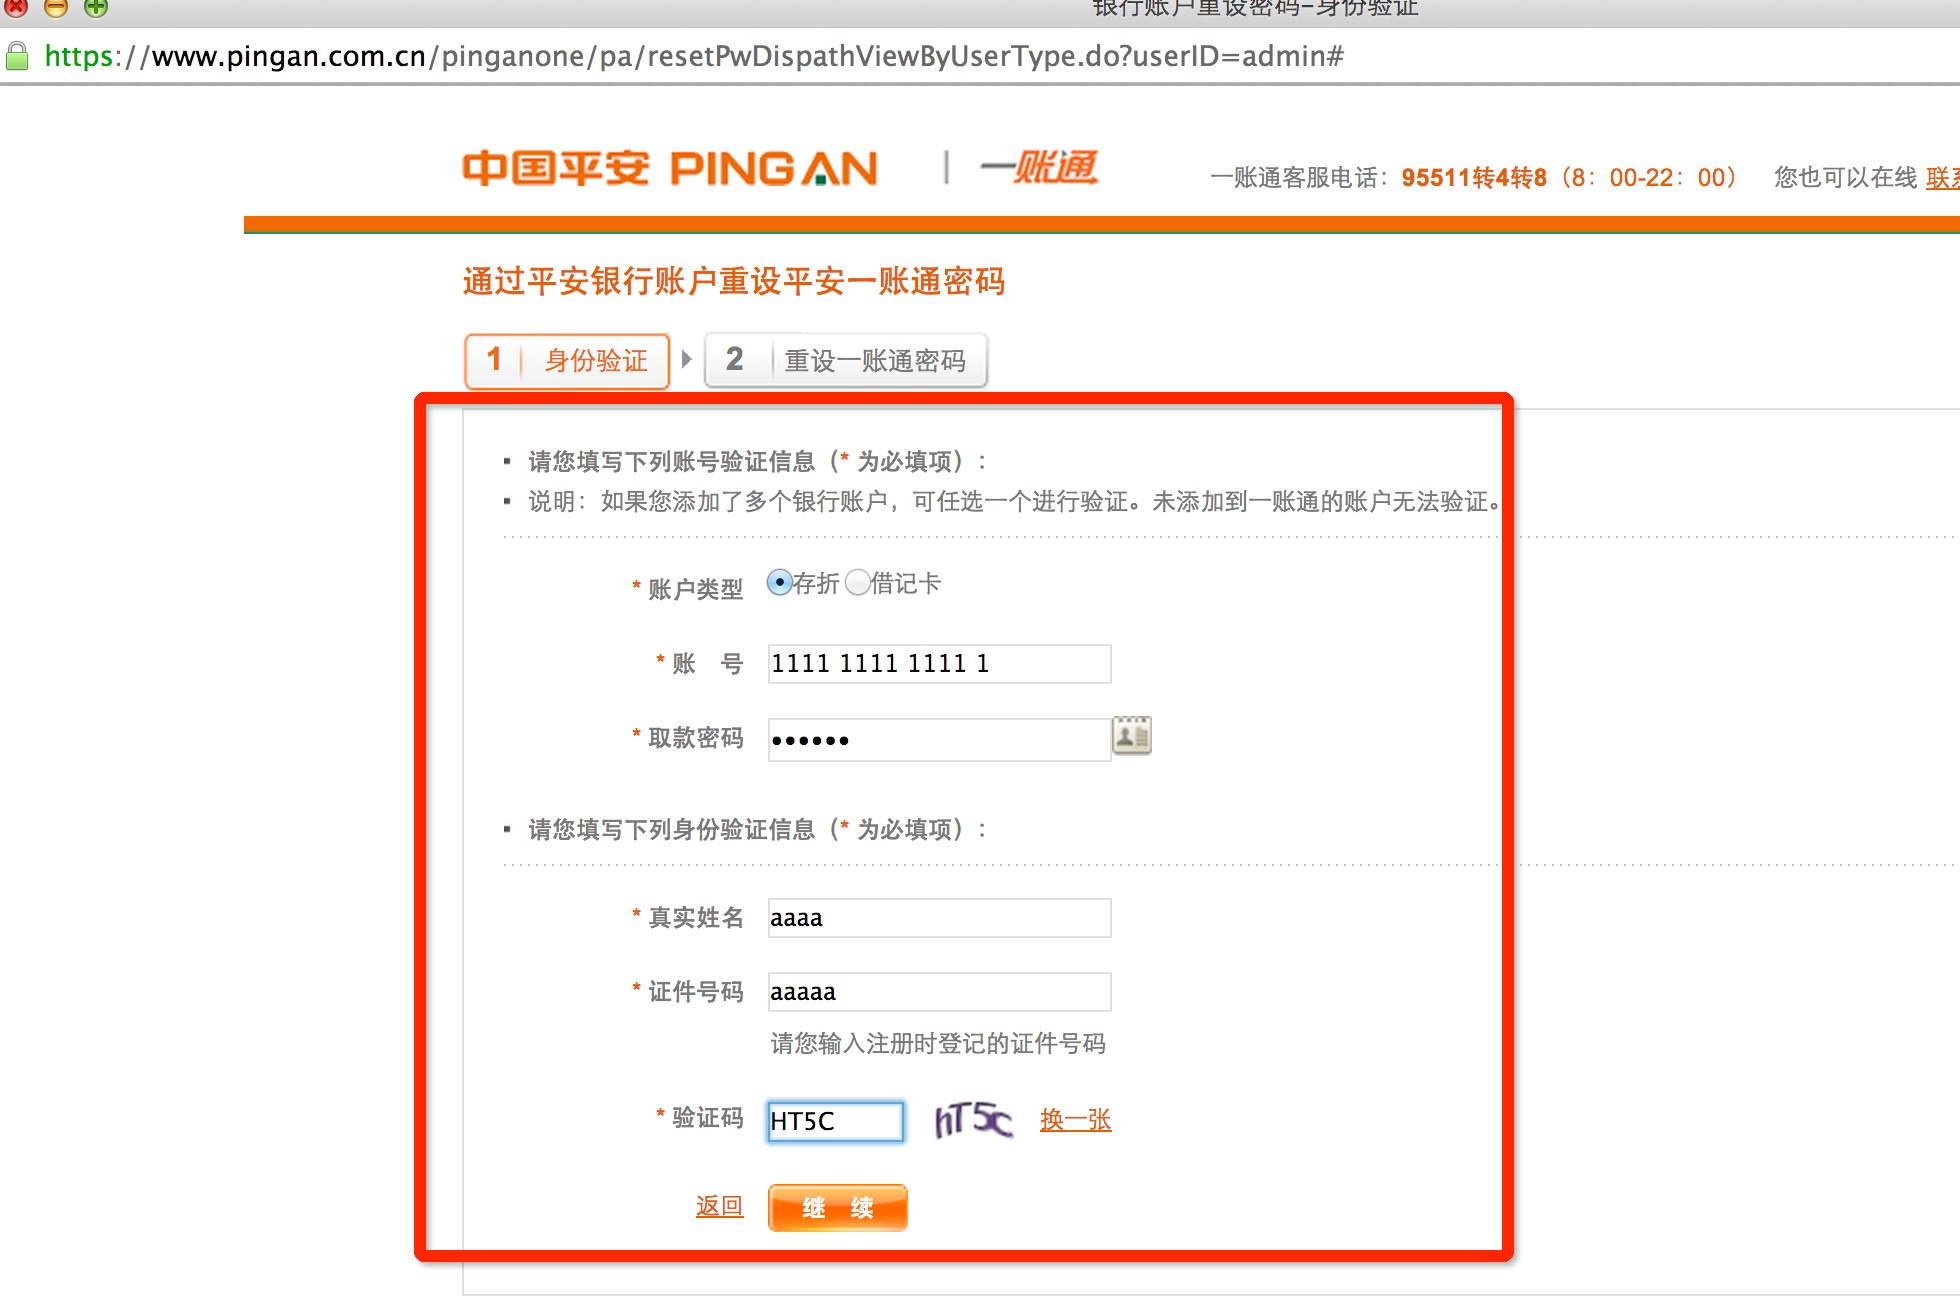 银行账户重设密码-身份验证
https://www.pingan.com.cn/pinganone/pa/resetPwDispathViewByUserType.do?userID=admin#
中国平安 PINGAN | 一账通
一账通客服电话：95511转4转8（8：00-22：00） 您也可以在线 联系
通过平安银行账户重设平安一账通密码
1 身份验证 2 重设一账通密码
请您填写下列账号验证信息（* 为必填项）：
说明：如果您添加了多个银行账户，可任选一个进行验证。未添加到一账通的账户无法验证。
* 账户类型 存折 借记卡
* 账 号 1111 1111 1111 1
* 取款密码 ••••••
请您填写下列身份验证信息（* 为必填项）：
* 真实姓名 aaaa
* 证件号码 aaaaa
请您输入注册时登记的证件号码
* 验证码 HT5C hT5c 换一张
返回 继 续